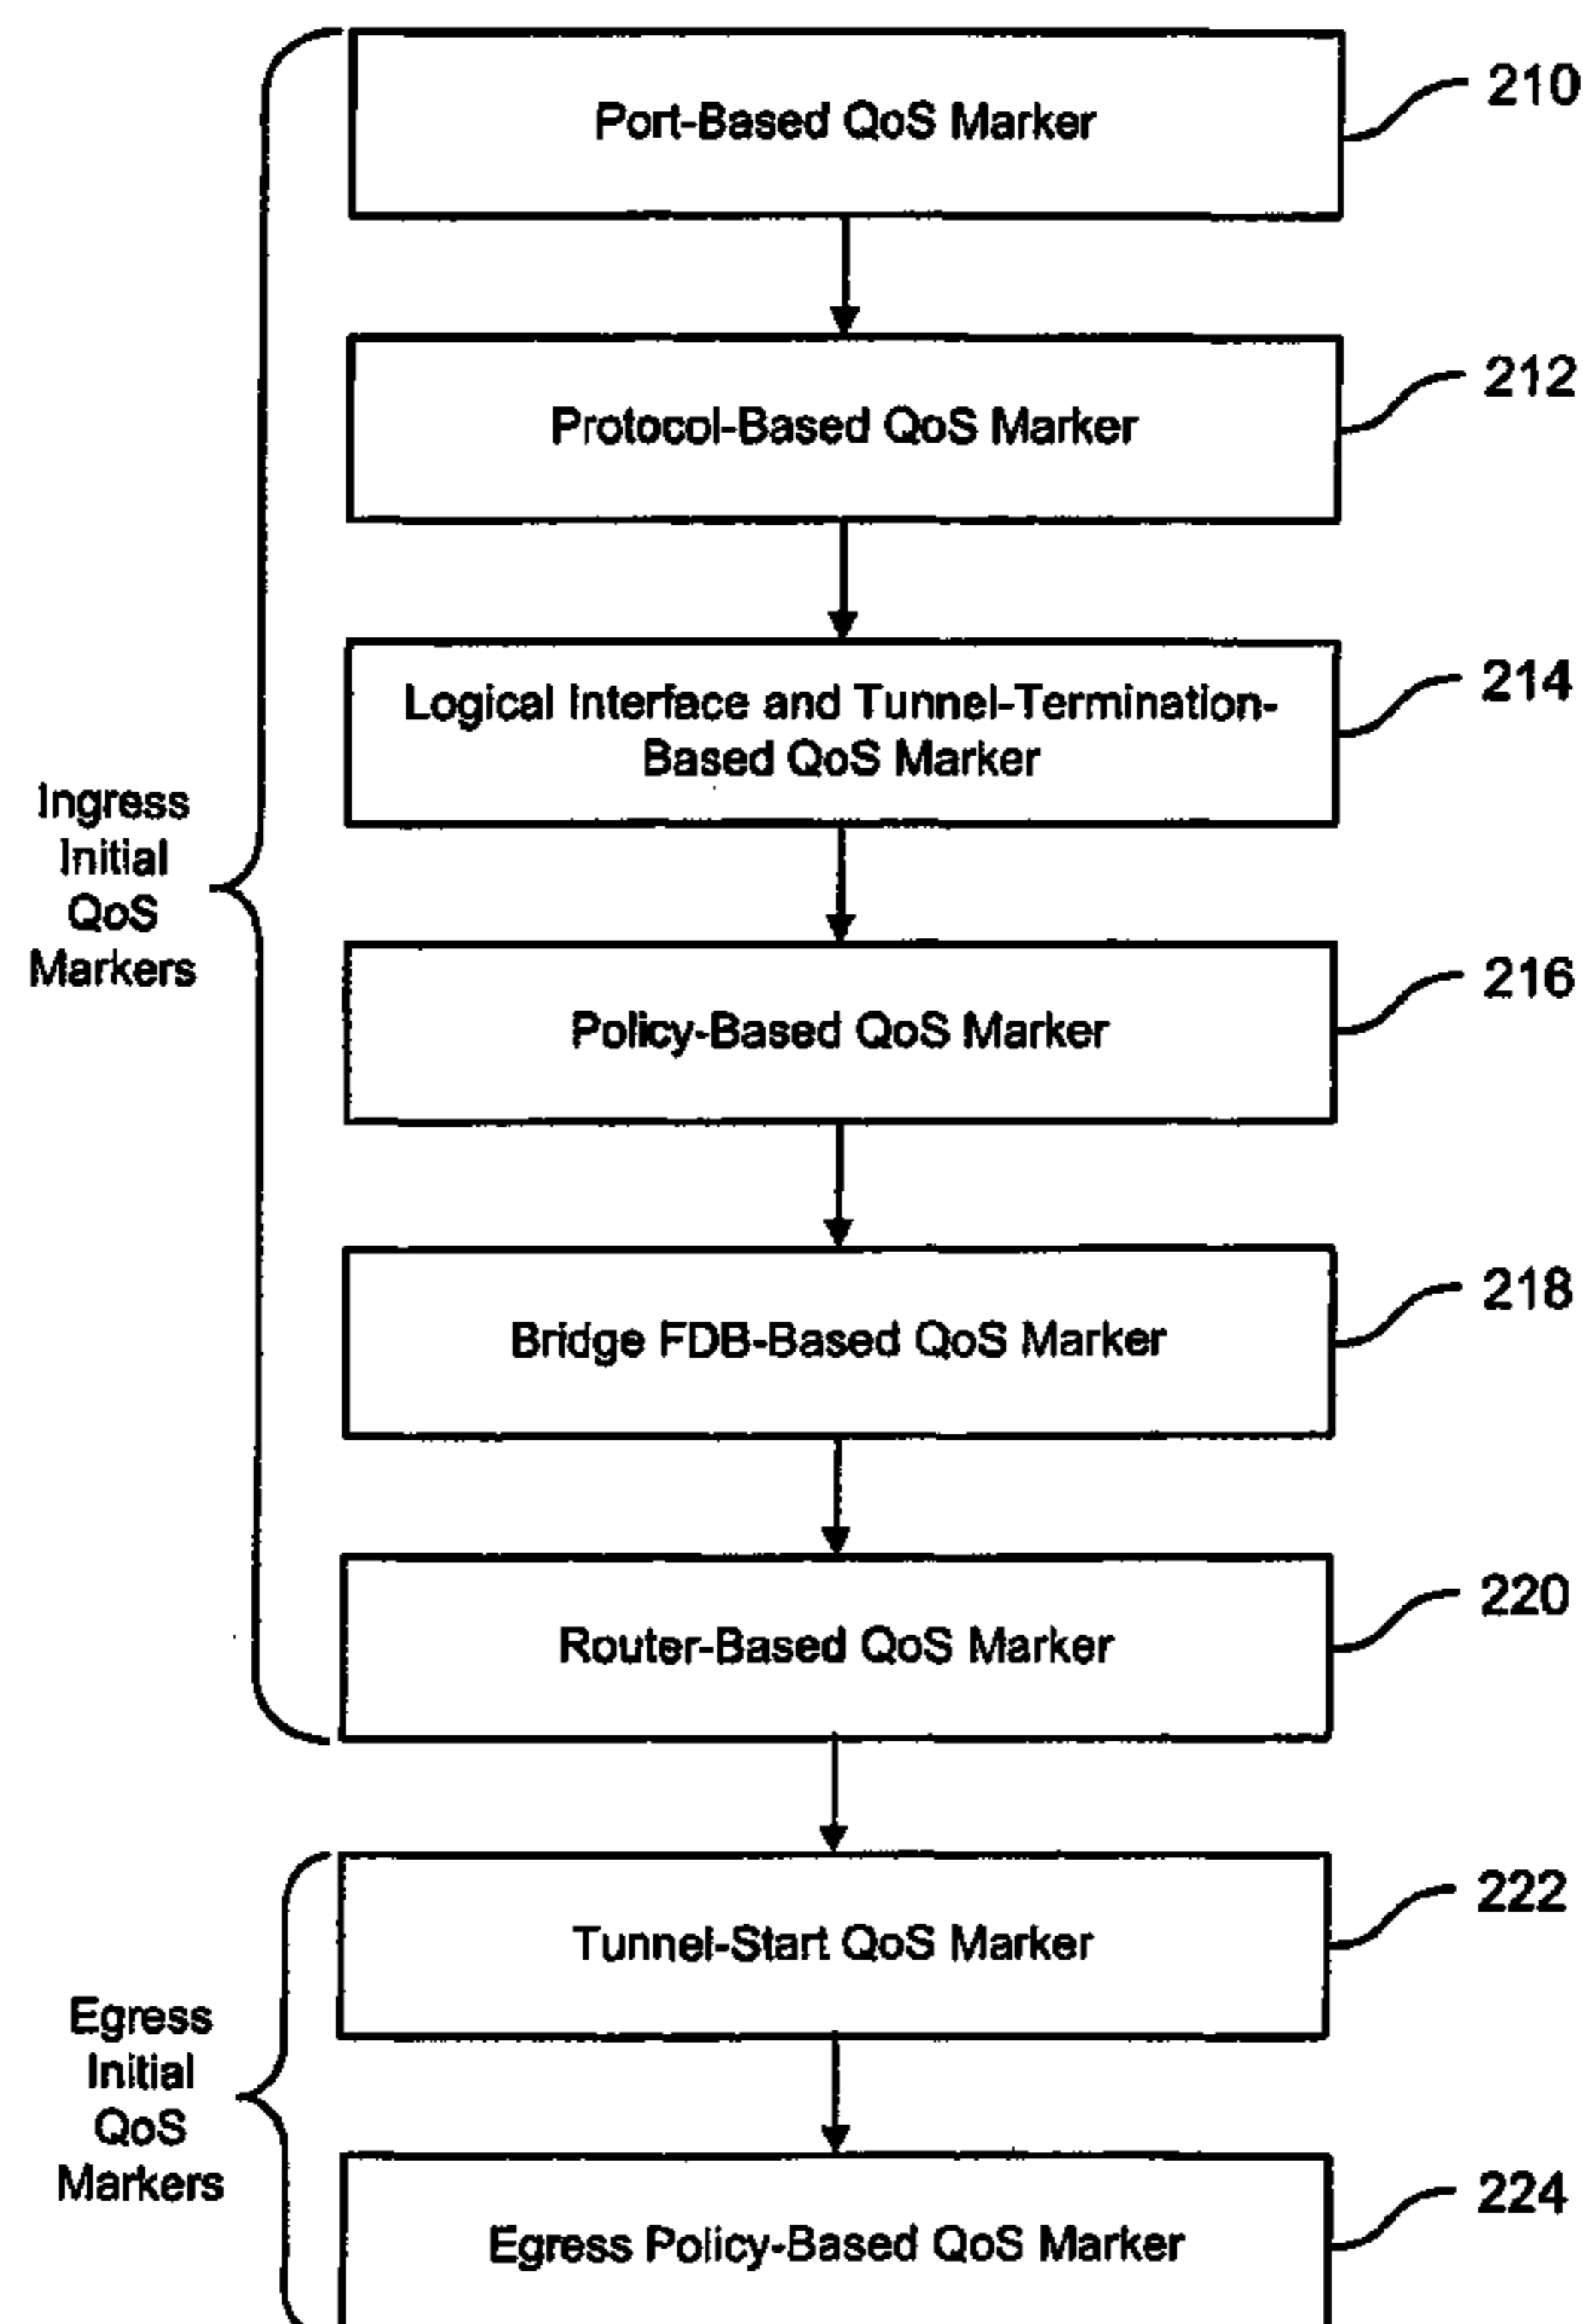 Port-Based QoS Marker
210
Protocol-Based QoS Marker
212
Logical Interface and Tunnel-Termination-
Based QoS Marker
214
Ingress
Initial
QoS
Markers
Policy-Based QoS Marker
216
Bridge FDB-Based QoS Marker
218
Router-Based QoS Marker
220
Tunnel-Start QoS Marker
222
Egress
Initial
QoS
Markers
Egress Policy-Based QoS Marker
224